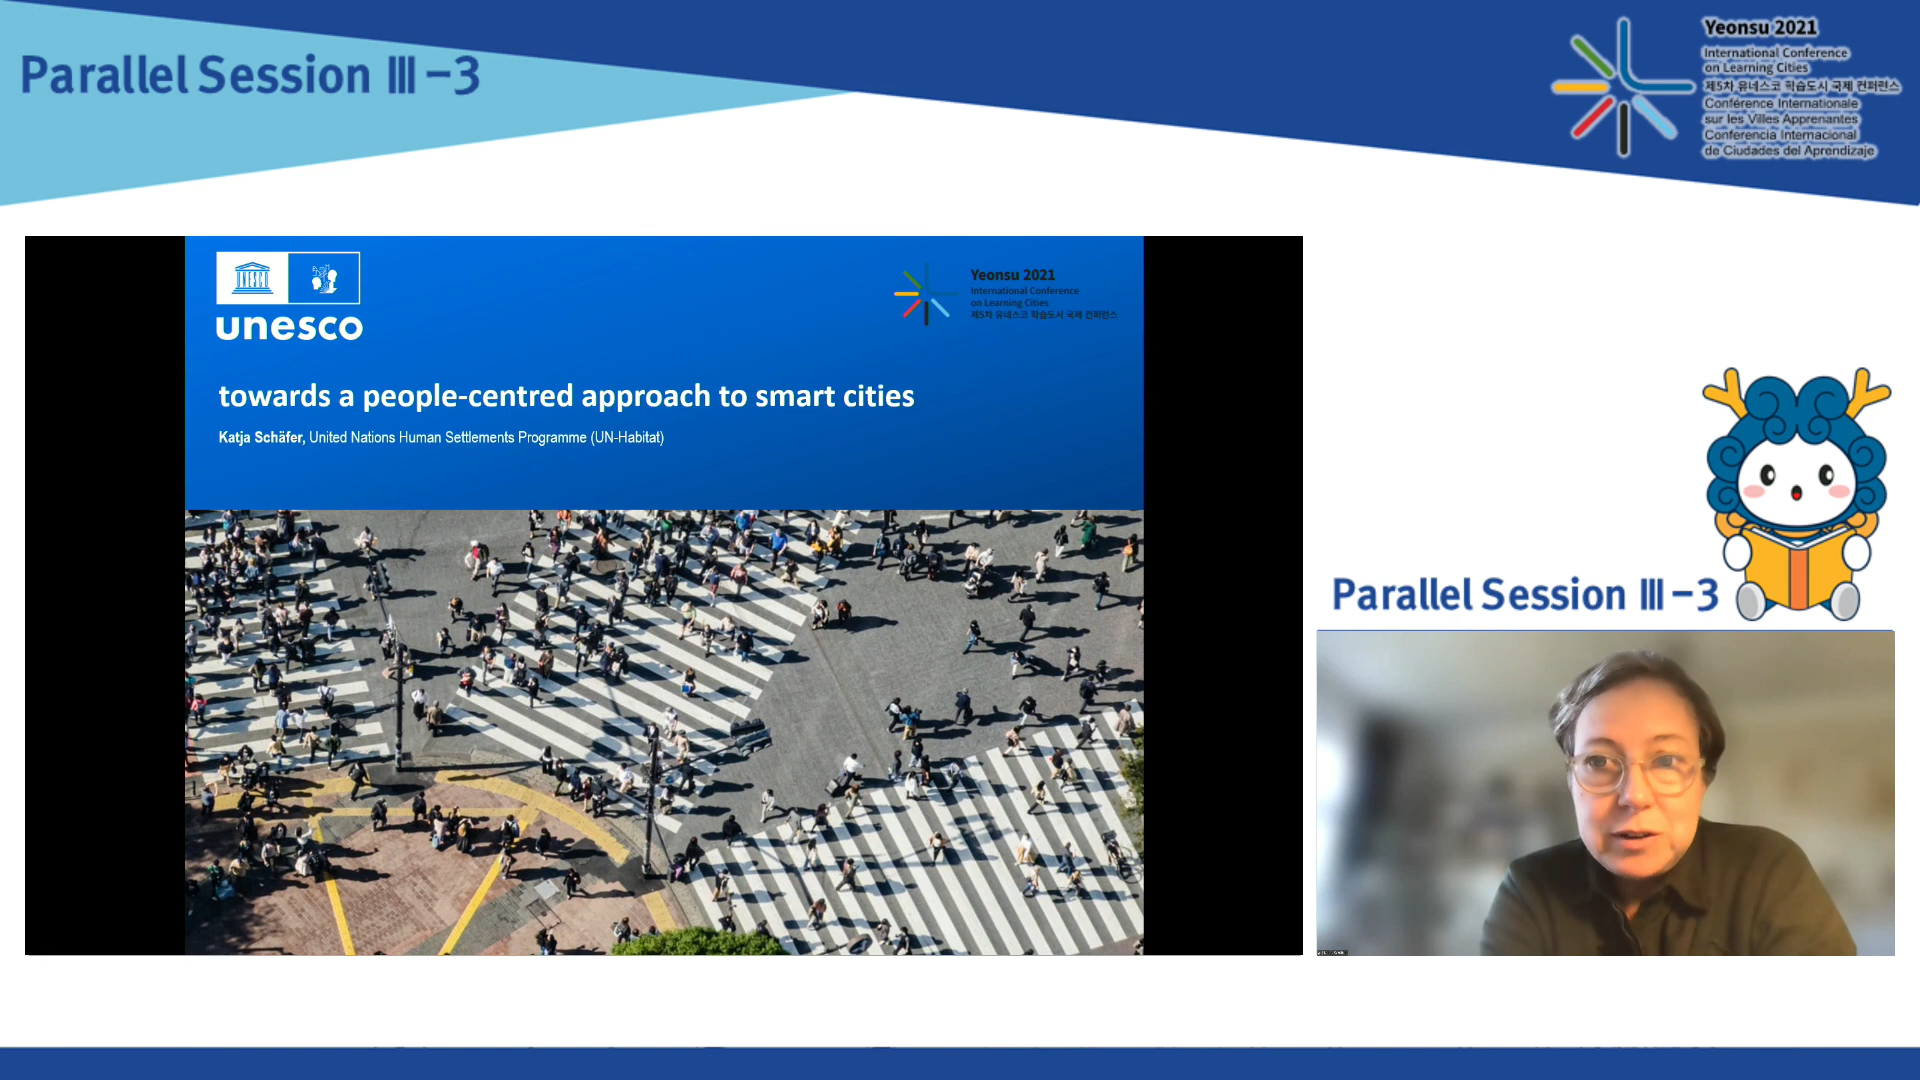 Parallel Session Ⅲ-3
Yeonsu 2021
International Conference
on Learning Cities
제5차 유네스코 학습도시 국제 컨퍼런스
Conférence Internationale
sur les Villes Apprenantes
Conferencia Internacional
de Ciudades del Aprendizaje
unesco
Yeonsu 2021
International Conference
on Learning Cities
제5차 유네스코 학습도시 국제 컨퍼런스
towards a people-centred approach to smart cities
Katja Schäfer, United Nations Human Settlements Programme (UN-Habitat)
Parallel Session Ⅲ-3